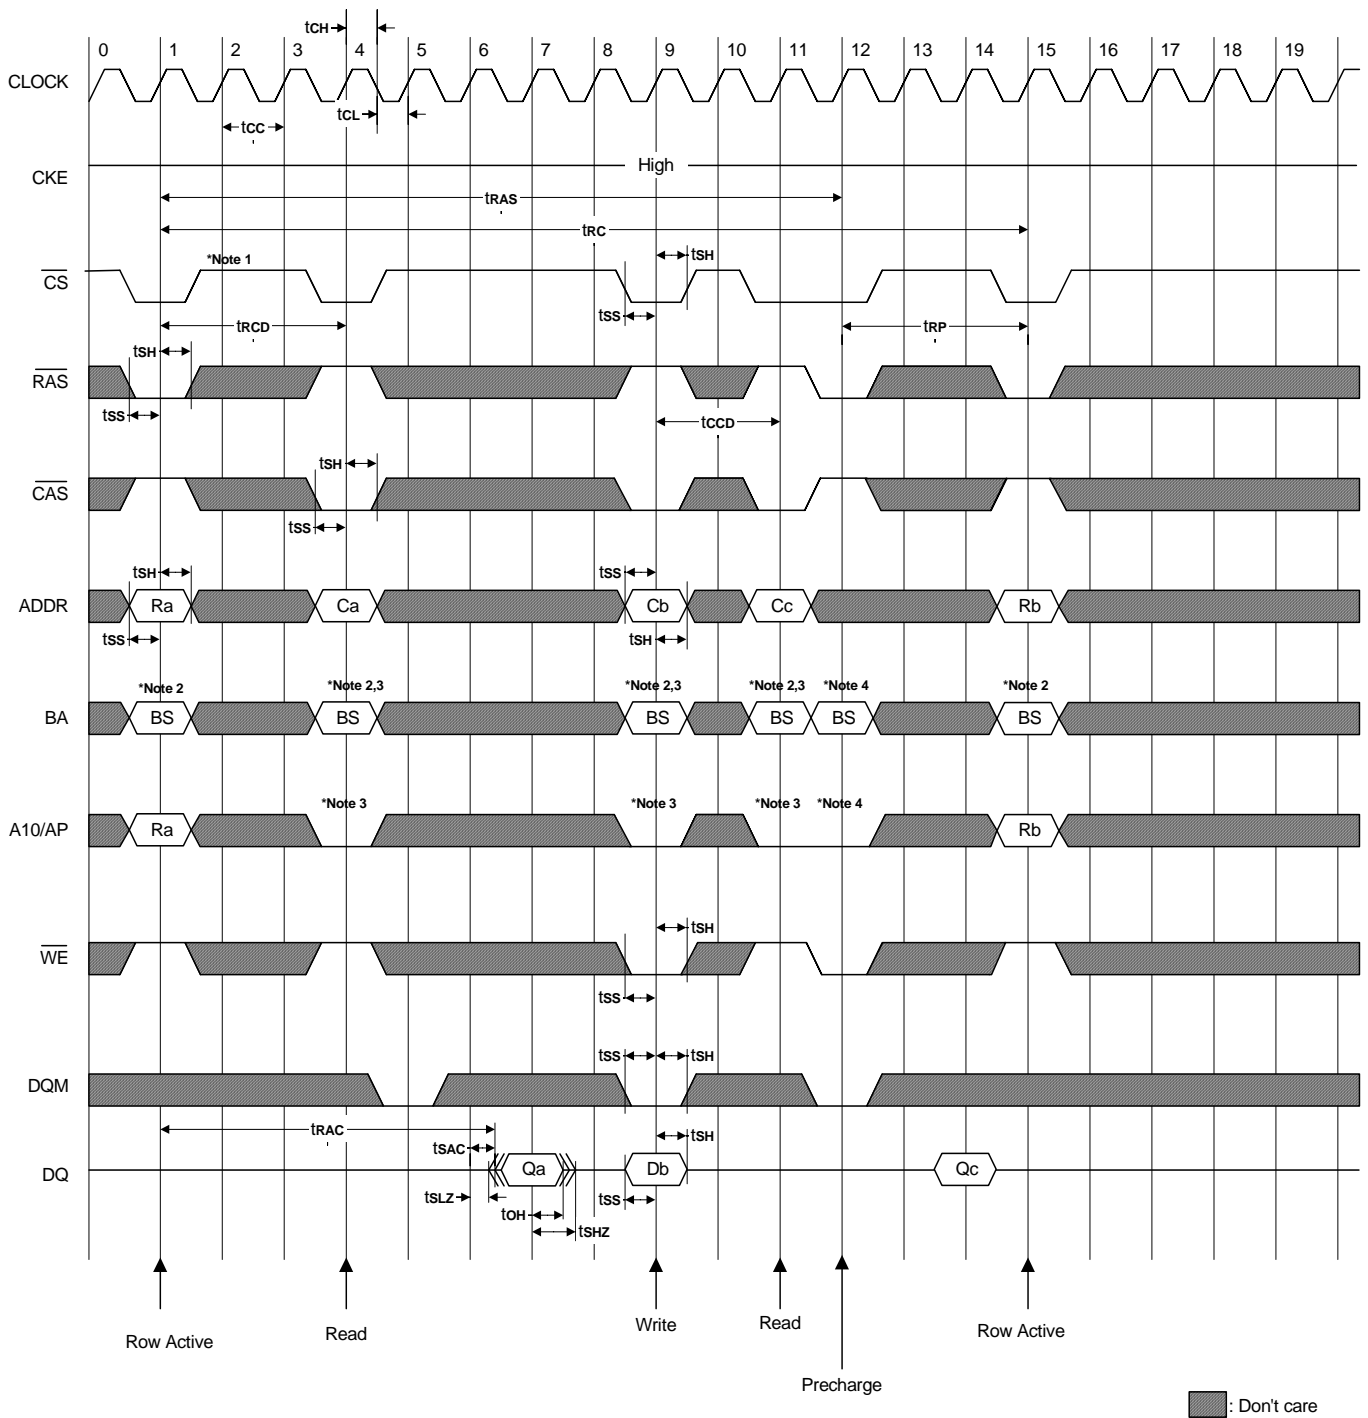 tCH
0 1 2 3 4 5 6 7 8 9 10 11 12 13 14 15 16 17 18 19
CLOCK
tCL
tCC
High
CKE
tRAS
tRC
*Note 1
tSH
CS
tSS
tRCD
tRP
tSH
RAS
tSS
tCCD
tSH
CAS
tSS
tSH
tSS
ADDR
Ra Ca Cb Cc Rb
tSS
tSH
*Note 2 *Note 2,3 *Note 2,3 *Note 2,3 *Note 4 *Note 2
BA
BS BS BS BS BS BS
*Note 3 *Note 3 *Note 3 *Note 4
A10/AP
Ra Rb
tSH
WE
tSS
tSS tSH
DQM
tRAC
tSH
tSAC
DQ
Qa Db Qc
tSLZ
tSS
tOH
tSHZ
Row Active
Read
Write
Read
Row Active
Precharge
: Don't care